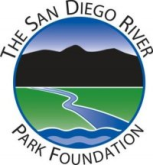 THE SAN DIEGO RIVER
PARK FOUNDATION